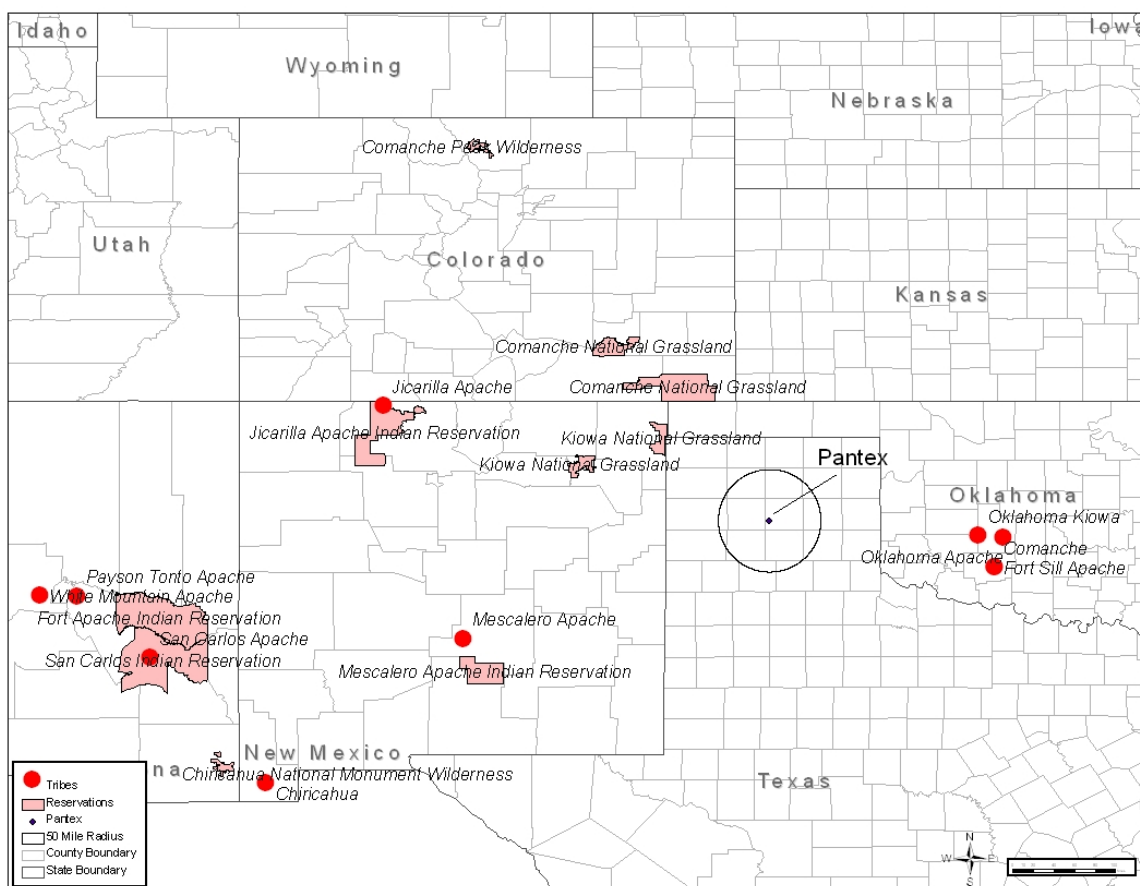 Idaho
Iowa
Wyoming
Nebraska
Comanche Peak Wilderness
Utah
Colorado
Kansas
Comanche National Grassland
Jicarilla Apache
Comanche National Grassland
Jicarilla Apache Indian Reservation
Kiowa National Grassland
Kiowa National Grassland
Pantex
Oklahoma
Oklahoma Kiowa
Comanche
Oklahoma Apache
Fort Sill Apache
Payson Tonto Apache
White Mountain Apache
Fort Apache Indian Reservation
San Carlos Apache
San Carlos Indian Reservation
Mescalero Apache
Mescalero Apache Indian Reservation
New Mexico
na
Chiricahua National Monument Wilderness
Chiricahua
Texas
Tribes
Reservations
Pantex
50 Mile Radius
County Boundary
State Boundary
N
W E
S